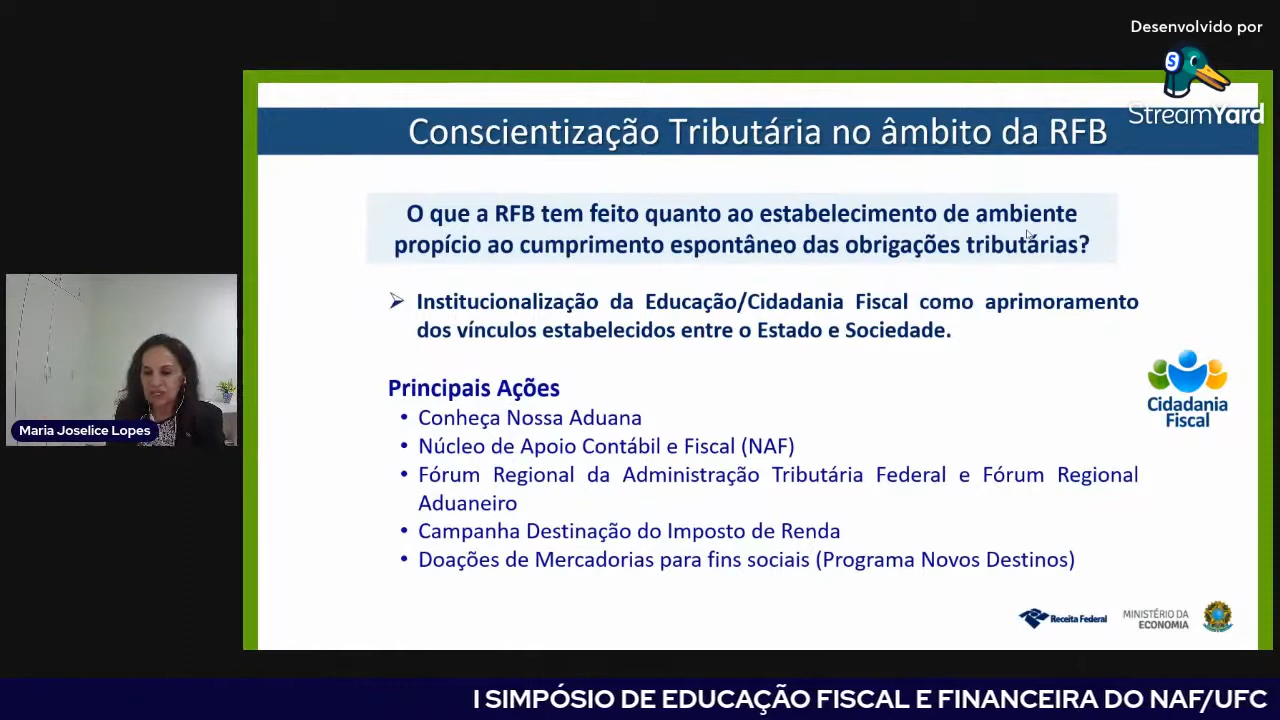 Desenvolvido por
S
StreamYard
Conscientização Tributária no âmbito da RFB
O que a RFB tem feito quanto ao estabelecimento de ambiente
propício ao cumprimento espontâneo das obrigações tributárias?
Institucionalização da Educação/Cidadania Fiscal como aprimoramento
dos vínculos estabelecidos entre o Estado e Sociedade.
Principais Ações
• Conheça Nossa Aduana
• Núcleo de Apoio Contábil e Fiscal (NAF)
• Fórum Regional da Administração Tributária Federal e Fórum Regional
Aduaneiro
• Campanha Destinação do Imposto de Renda
• Doações de Mercadorias para fins sociais (Programa Novos Destinos)
Cidadania
Fiscal
Maria Joselice Lopes
Receita Federal
MINISTÉRIO DA
ECONOMIA
I SIMPÓSIO DE EDUCAÇÃO FISCAL E FINANCEIRA DO NAF/UFC